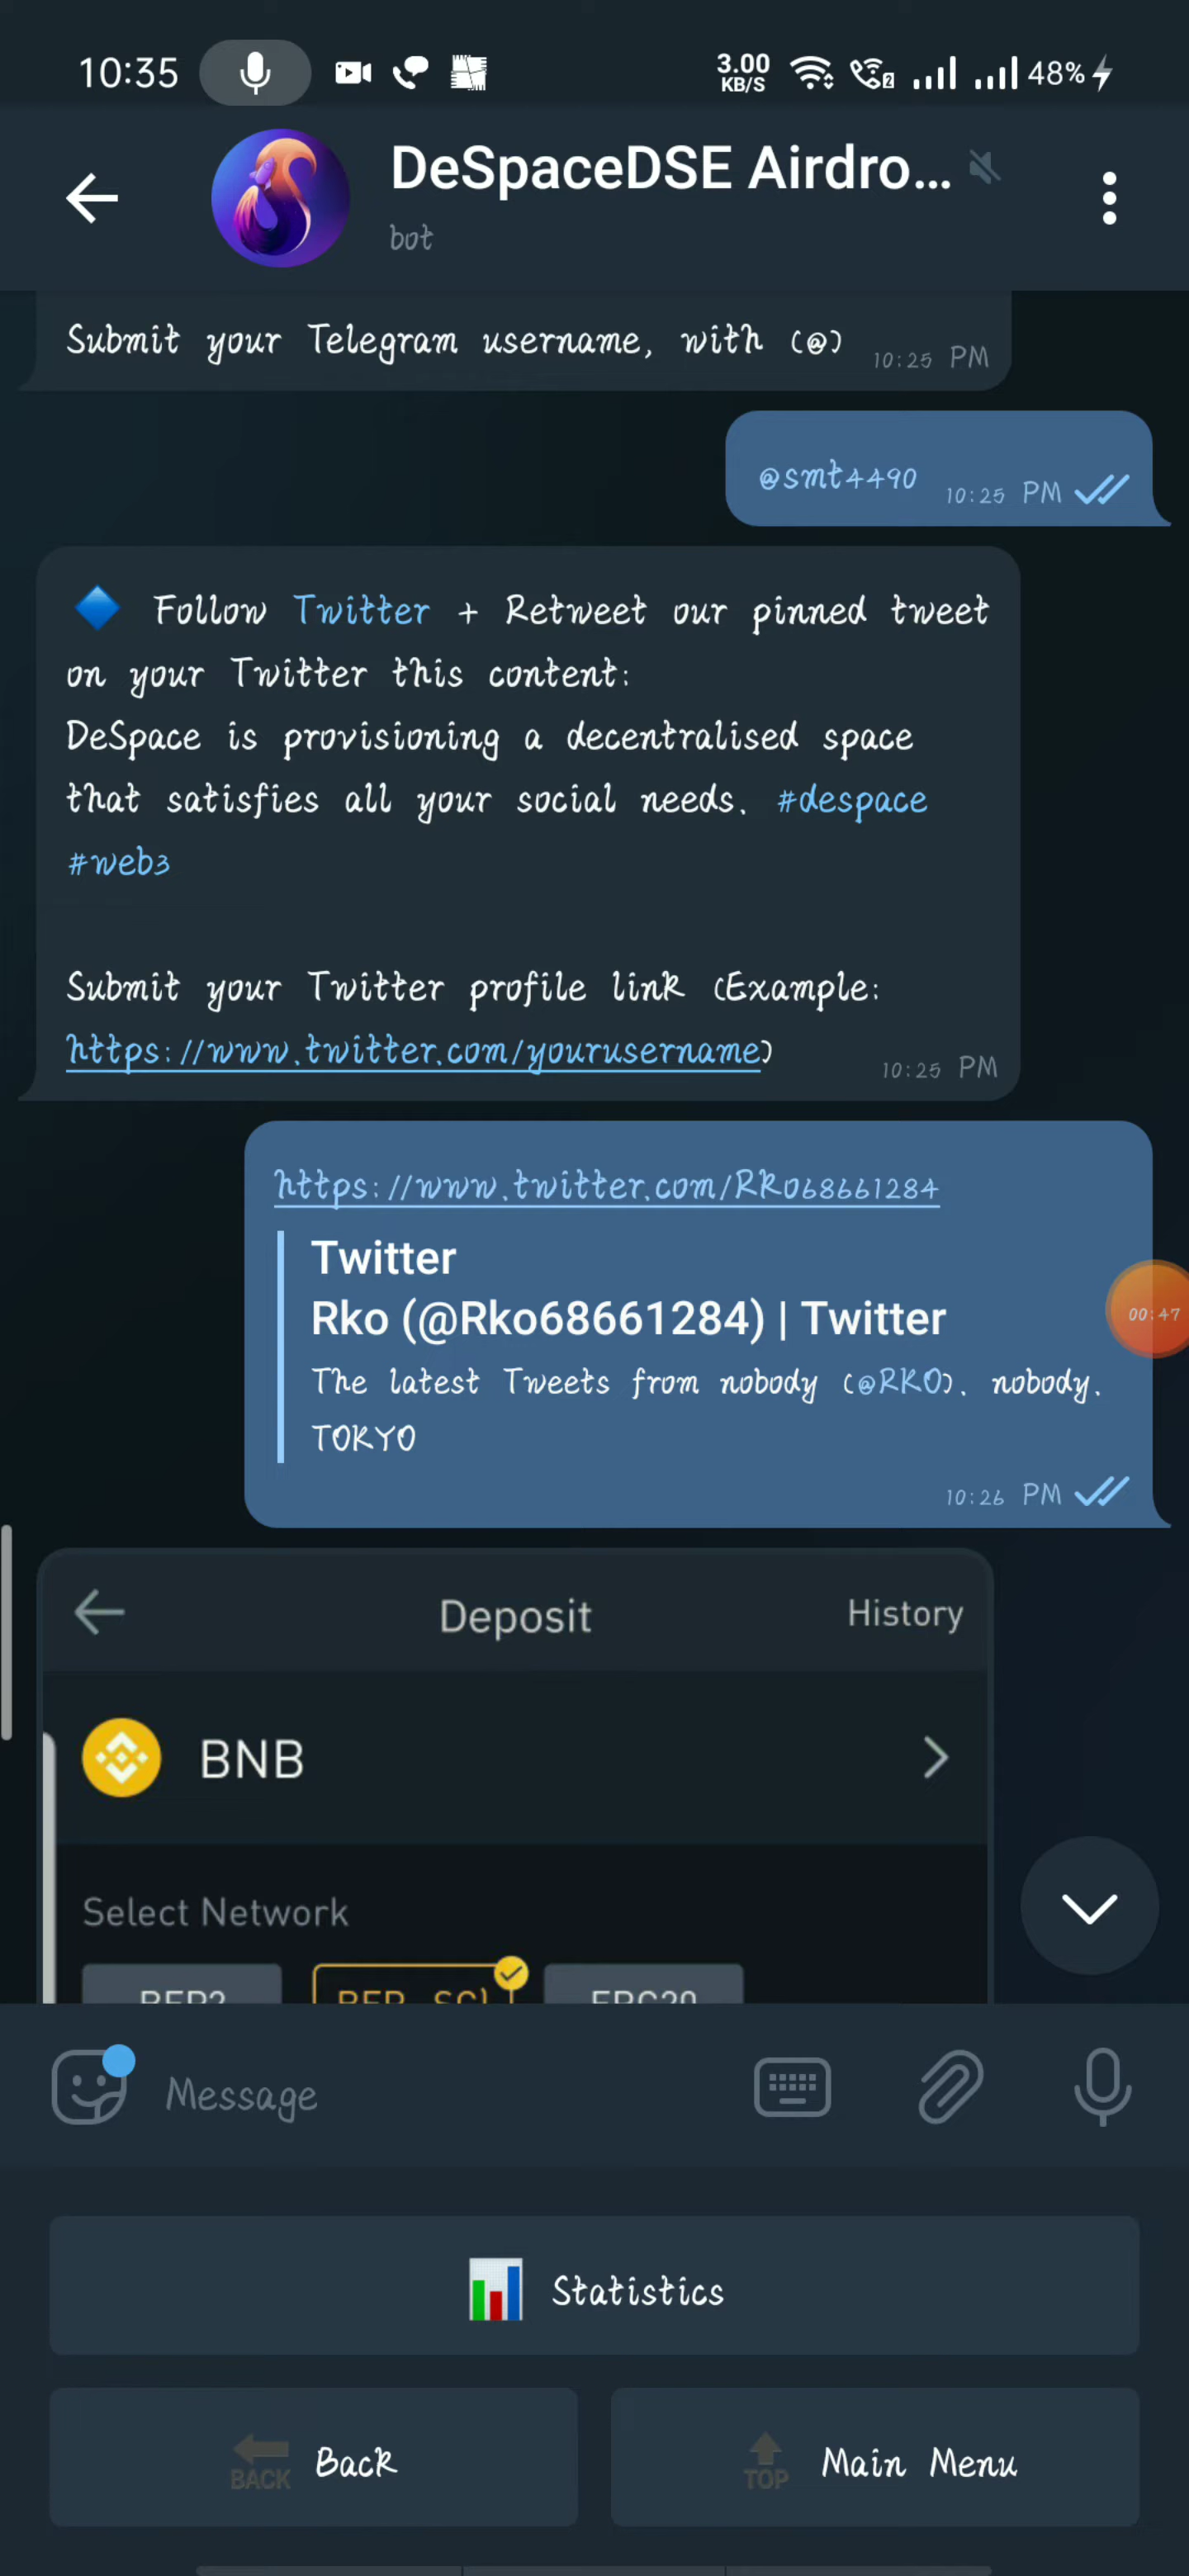 10:35
3.00
KB/S
2
48%
DeSpaceDSE Airdro...
bot
Submit your Telegram username, with (@)
10:25 PM
@smt4490
10:25 PM
🔷 Follow Twitter + Retweet our pinned tweet
on your Twitter this content:
DeSpace is provisioning a decentralised space
that satisfies all your social needs. #despace
#web3
Submit your Twitter profile link (Example:
https://www.twitter.com/yourusername)
10:25 PM
https://www.twitter.com/RKO68661284
Twitter
Rko (@Rko68661284) | Twitter
00:47
The latest Tweets from nobody (@RKO). nobody.
TOKYO
10:26 PM
Deposit
History
BNB
Select Network
BEP2
ERC20
Message
Statistics
BACK
Back
TOP
Main Menu